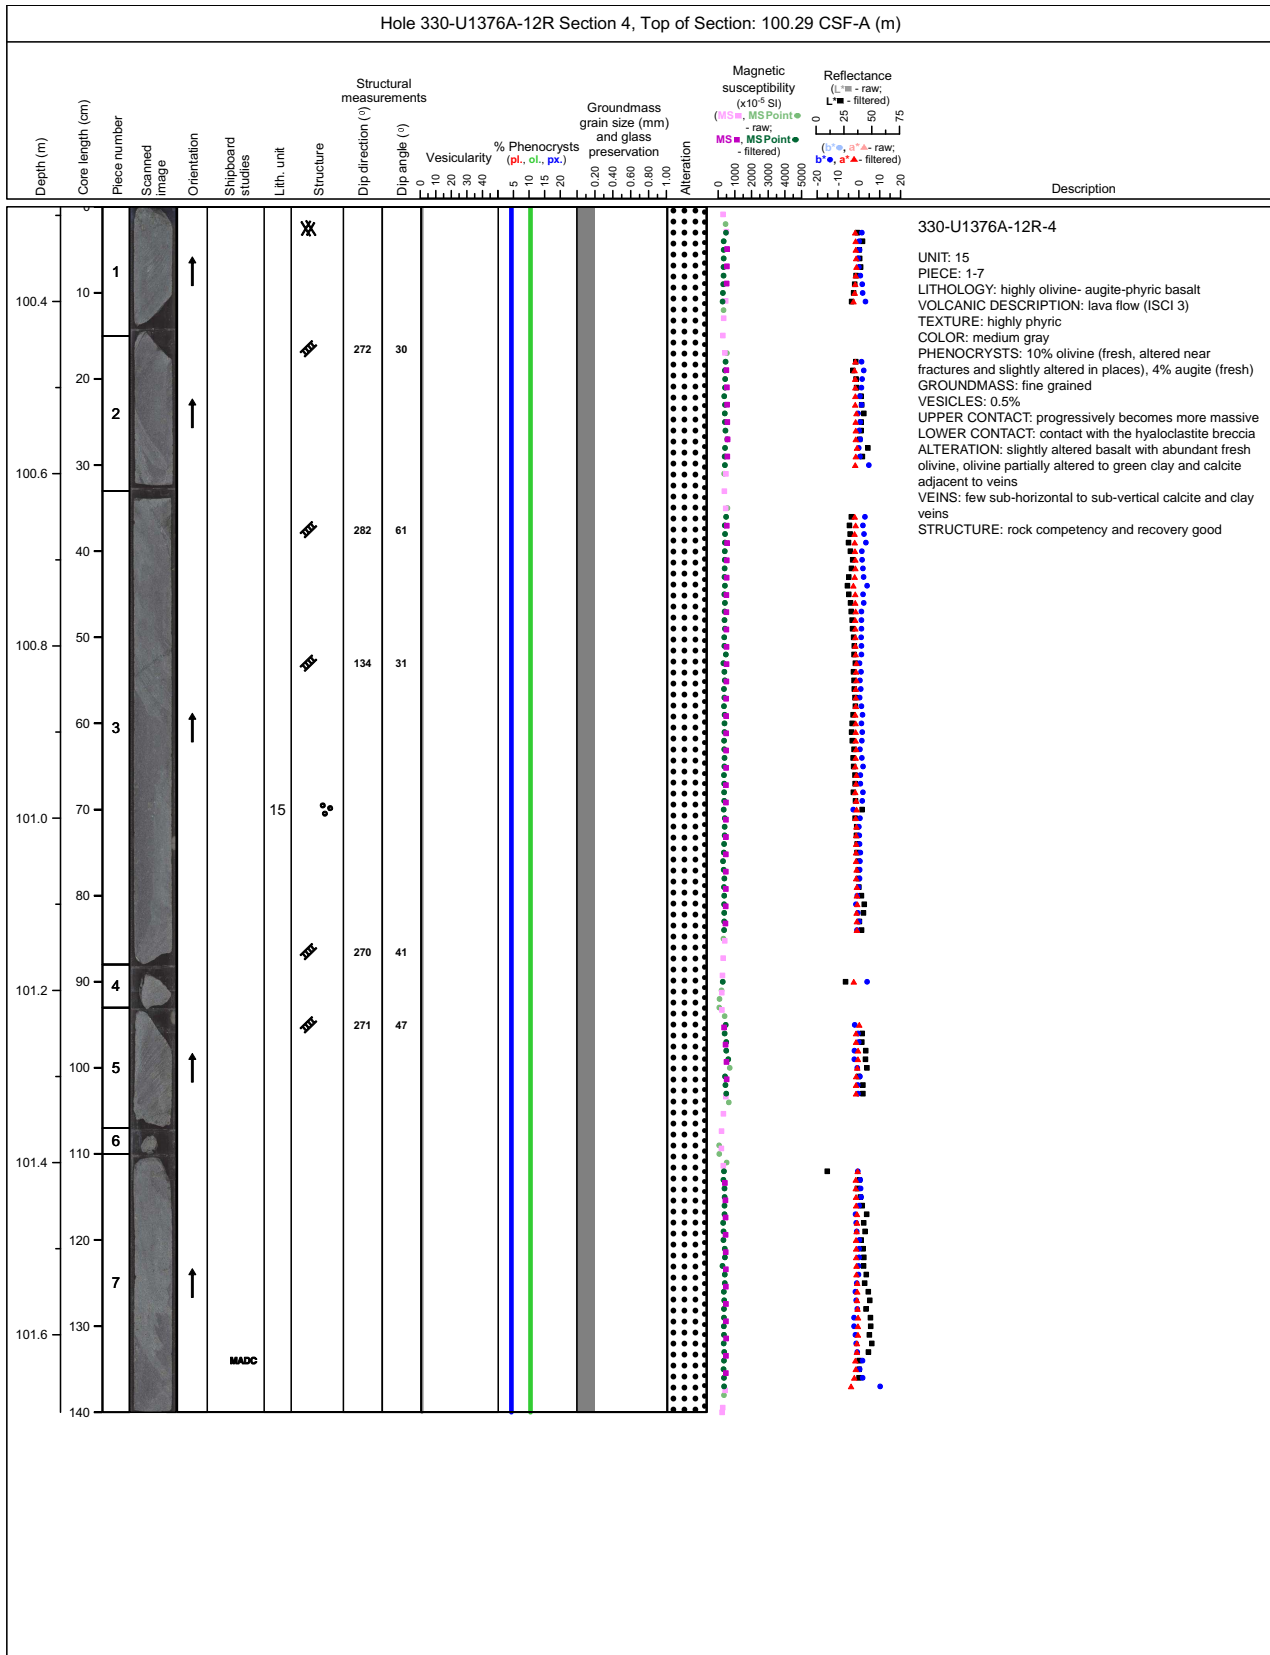 Hole 330-U1376A-12R Section 4, Top of Section: 100.29 CSF-A (m)
Depth (m)
Core length (cm)
Piece number
Scanned image
Orientation
Shipboard studies
Lith. unit
Structure
Structural measurements
Dip direction (⁰)
Dip angle (⁰)
Vesicularity
0 10 20 30 40
% Phenocrysts
(pl., ol., px.)
5 10 15 20
Groundmass
grain size (mm)
and glass
preservation
0.20 0.40 0.60 0.80 1.00
Alteration
Magnetic
susceptibility
(x10⁻⁵ SI)
(MS■, MSPoint●
- raw;
MS■, MSPoint●
- filtered)
0 1000 2000 3000 4000 5000
Reflectance
(L*■ - raw;
L*■ - filtered)
0 25 50 75
(b*●, a*▲- raw;
b*●, a*▲- filtered)
-20 -10 0 10 20
Description
0
1
10
100.4
272 30
20
2
30
100.6
282 61
40
50
100.8
134 31
60
3
15
70
101.0
80
270 41
90
4
101.2
271 47
100
5
6
110
101.4
120
7
130
101.6
MADC
140
330-U1376A-12R-4
UNIT: 15
PIECE: 1-7
LITHOLOGY: highly olivine- augite-phyric basalt
VOLCANIC DESCRIPTION: lava flow (ISCI 3)
TEXTURE: highly phyric
COLOR: medium gray
PHENOCRYSTS: 10% olivine (fresh, altered near
fractures and slightly altered in places), 4% augite (fresh)
GROUNDMASS: fine grained
VESICLES: 0.5%
UPPER CONTACT: progressively becomes more massive
LOWER CONTACT: contact with the hyaloclastite breccia
ALTERATION: slightly altered basalt with abundant fresh
olivine, olivine partially altered to green clay and calcite
adjacent to veins
VEINS: few sub-horizontal to sub-vertical calcite and clay
veins
STRUCTURE: rock competency and recovery good